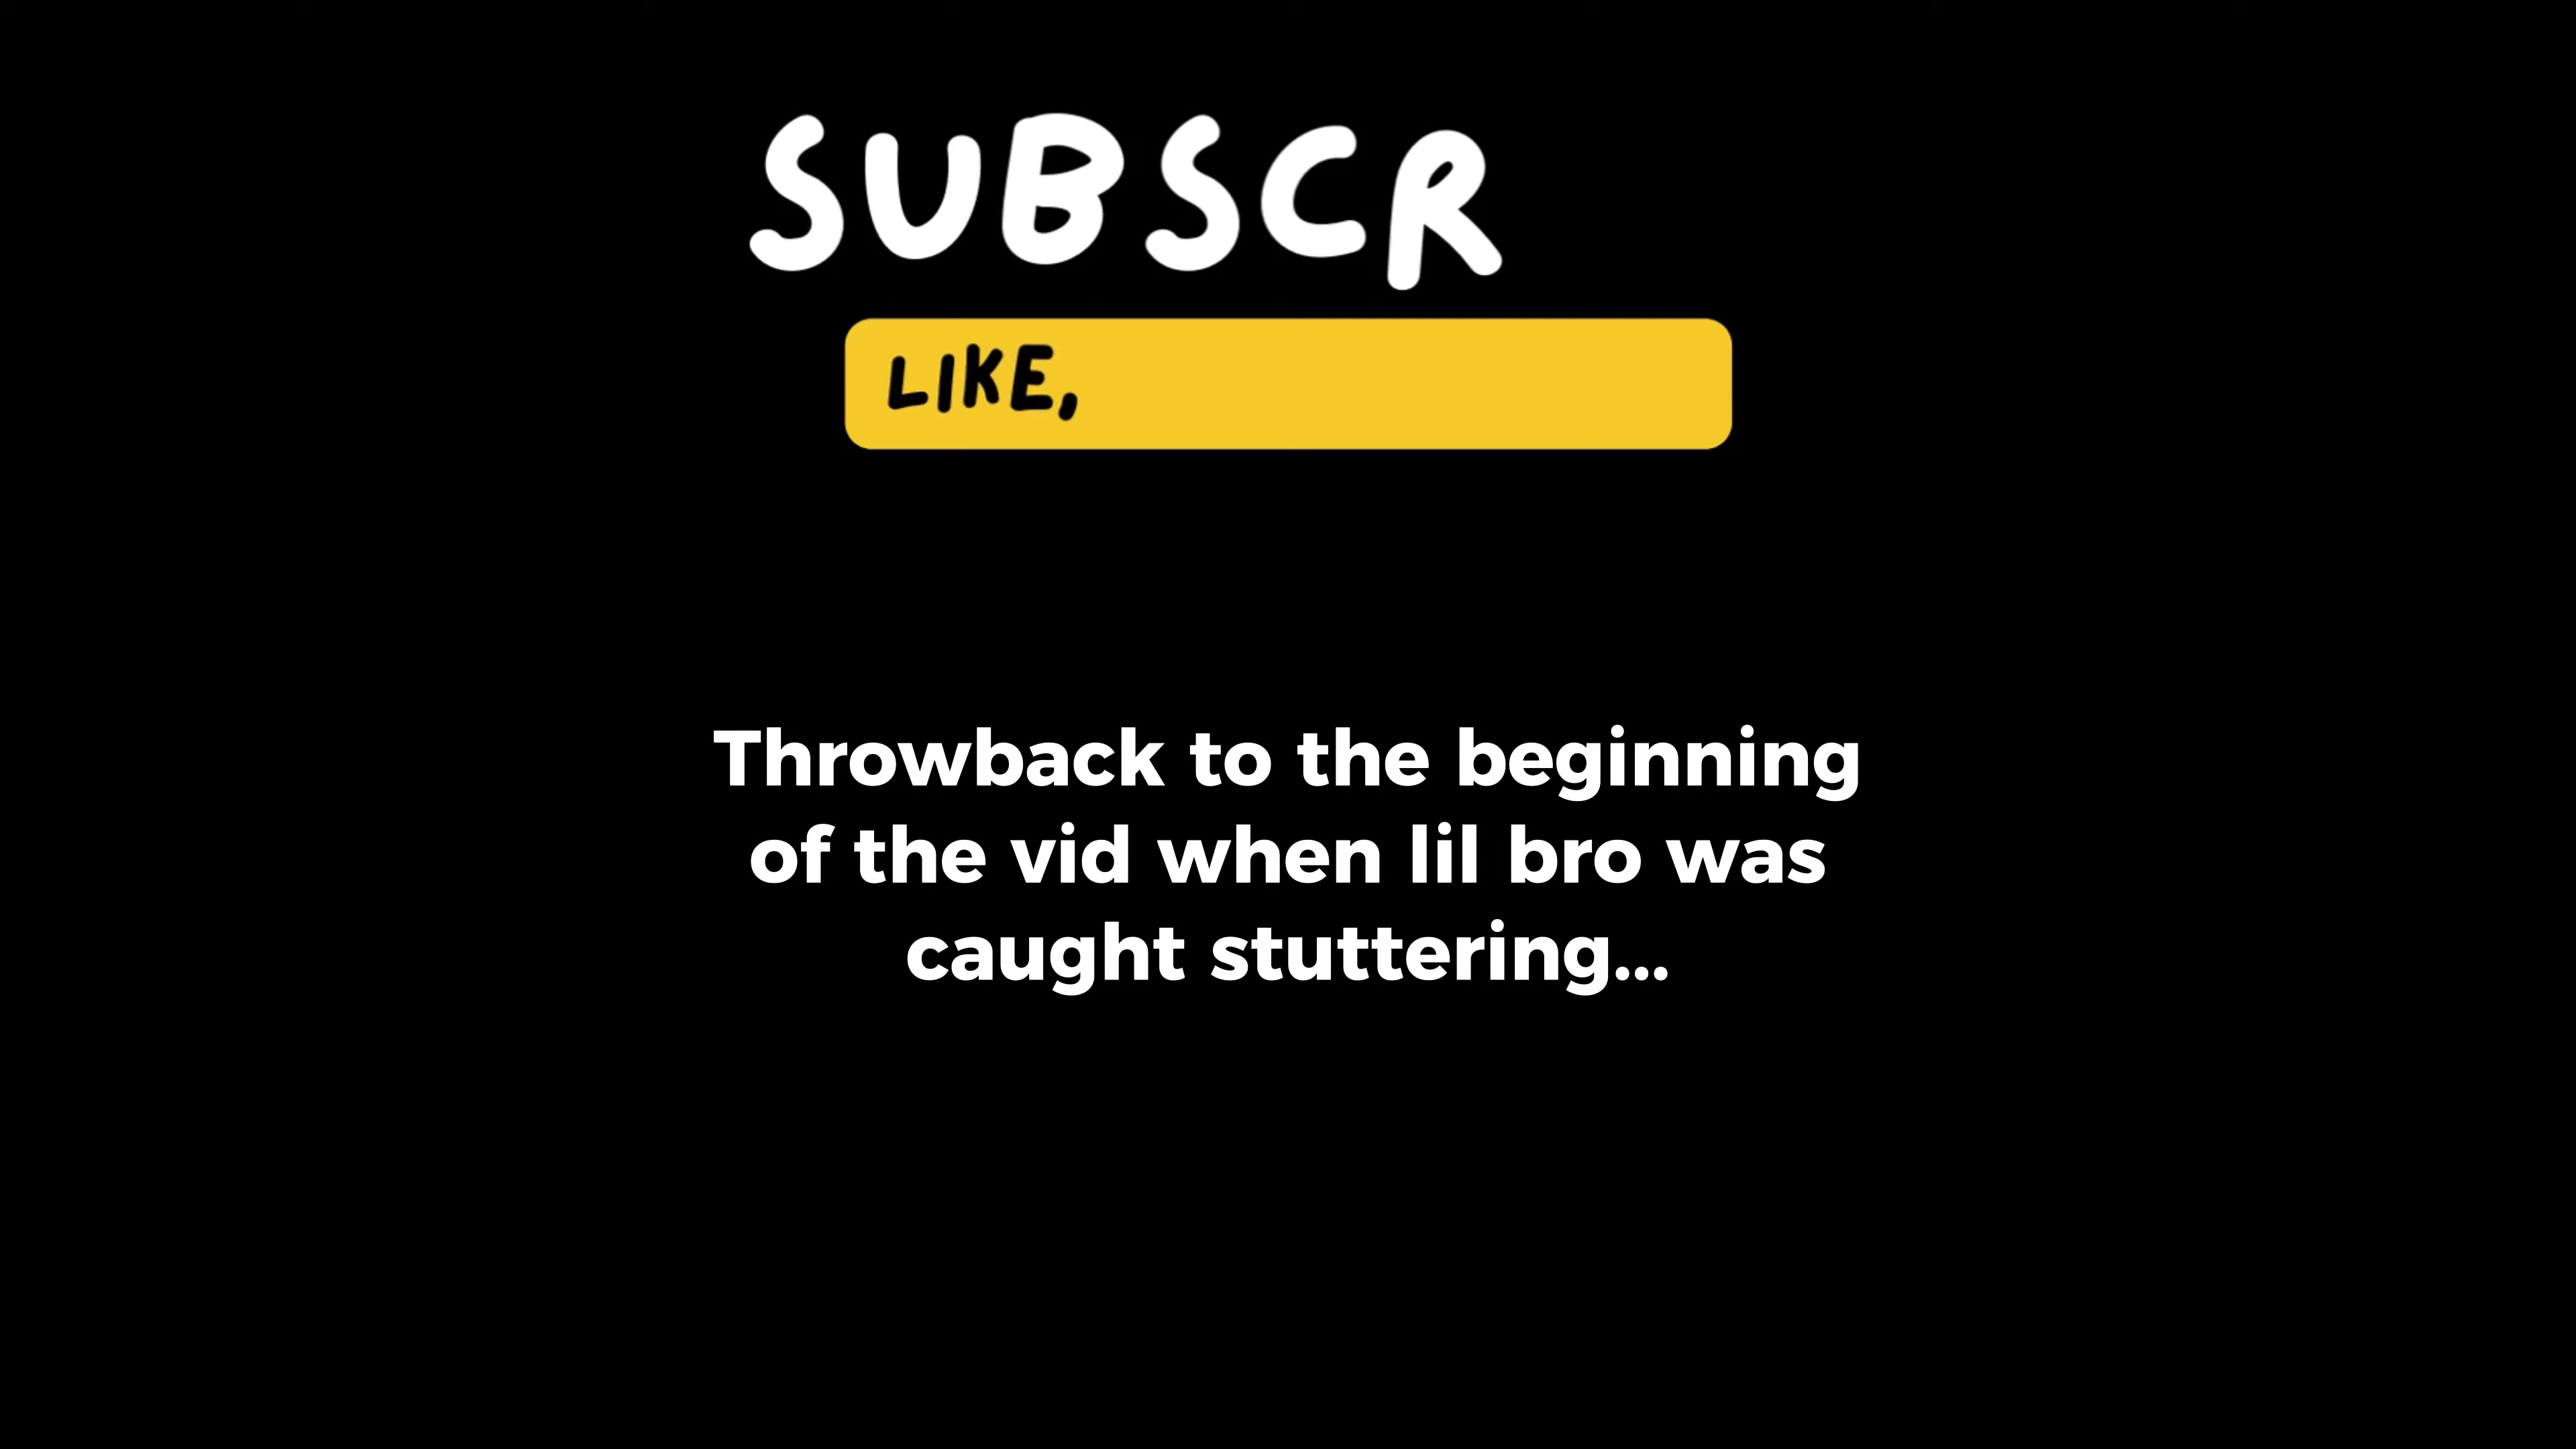 SUBSCR
LIKE,
Throwback to the beginning
of the vid when lil bro was
caught stuttering...